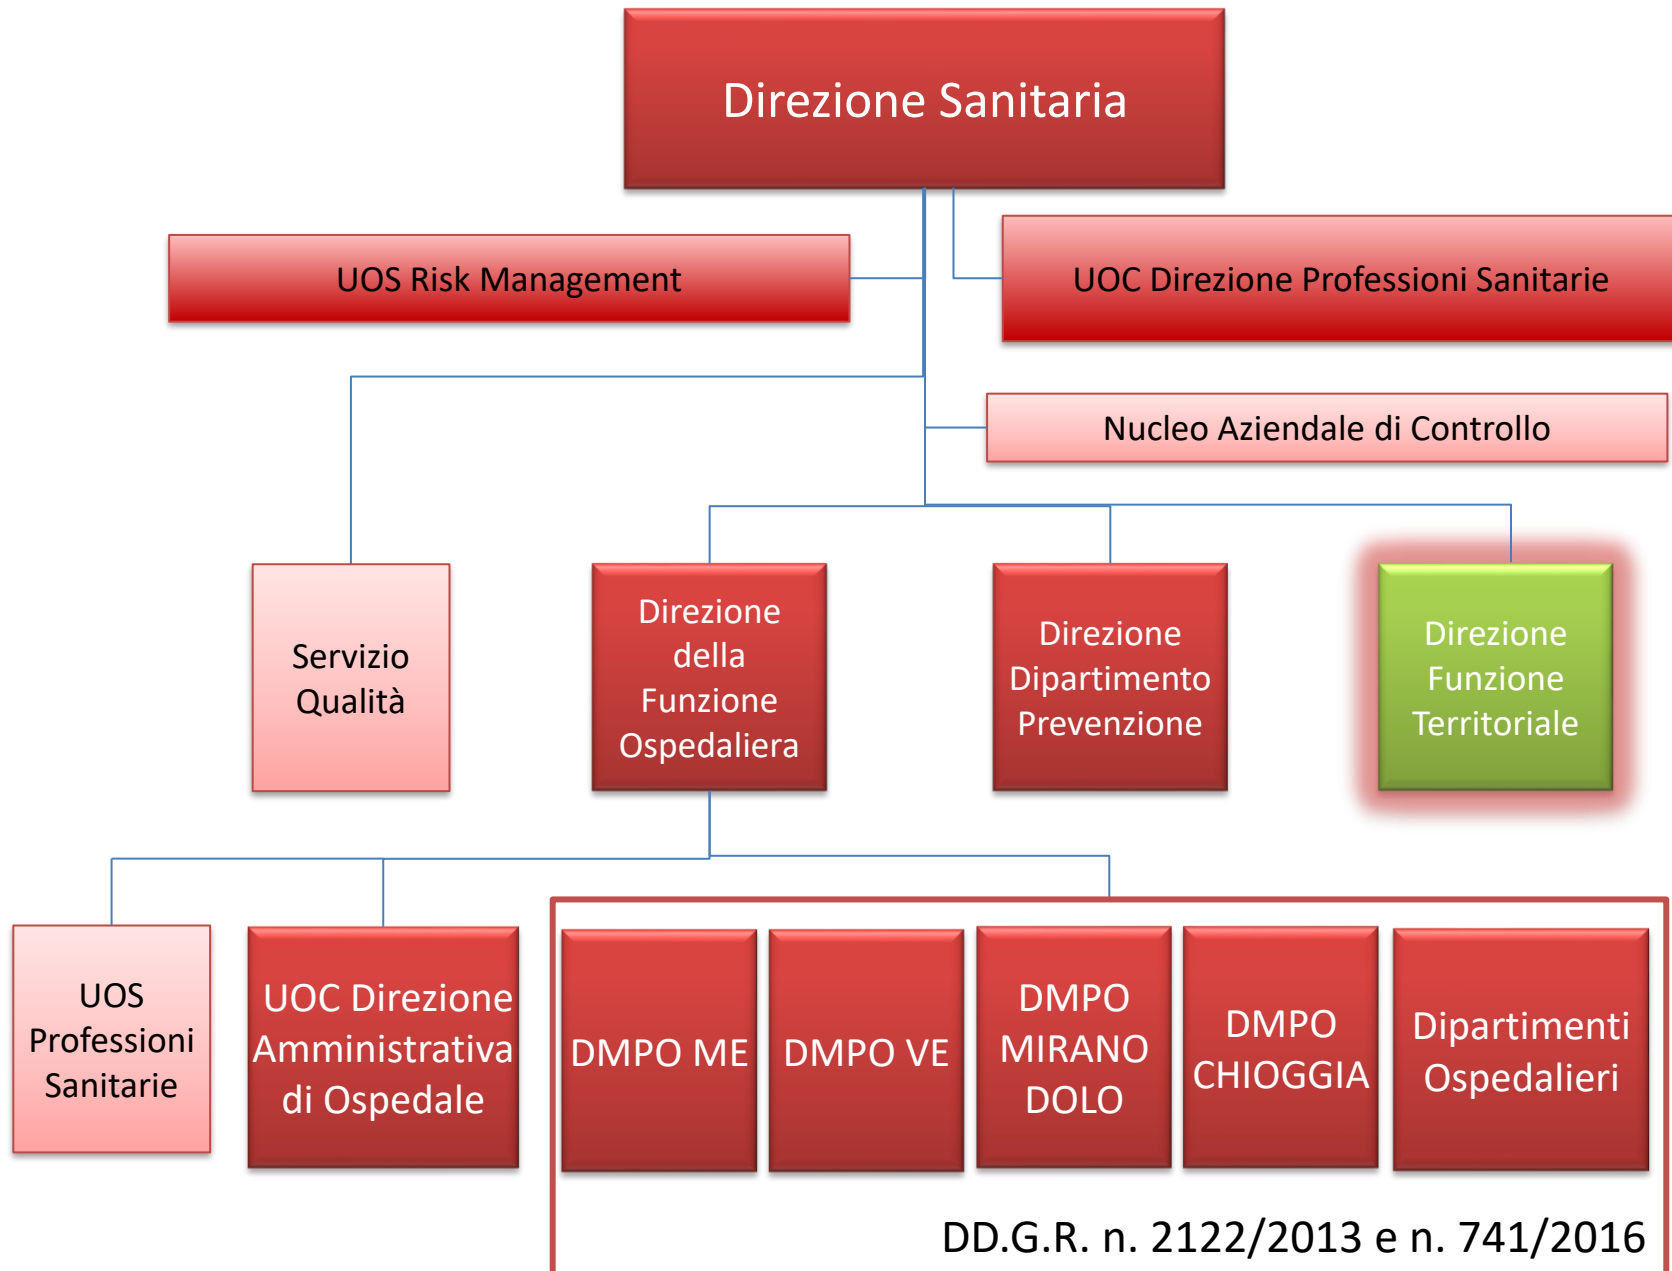 Direzione Sanitaria
UOS Risk Management
UOC Direzione Professioni Sanitarie
Nucleo Aziendale di Controllo
Servizio
Qualità
Direzione
della
Funzione
Ospedaliera
Direzione
Dipartimento
Prevenzione
Direzione
Funzione
Territoriale
UOS
Professioni
Sanitarie
UOC Direzione
Amministrativa
di Ospedale
DMPO ME
DMPO VE
DMPO
MIRANO
DOLO
DMPO
CHIOGGIA
Dipartimenti
Ospedalieri
DD.G.R. n. 2122/2013 e n. 741/2016